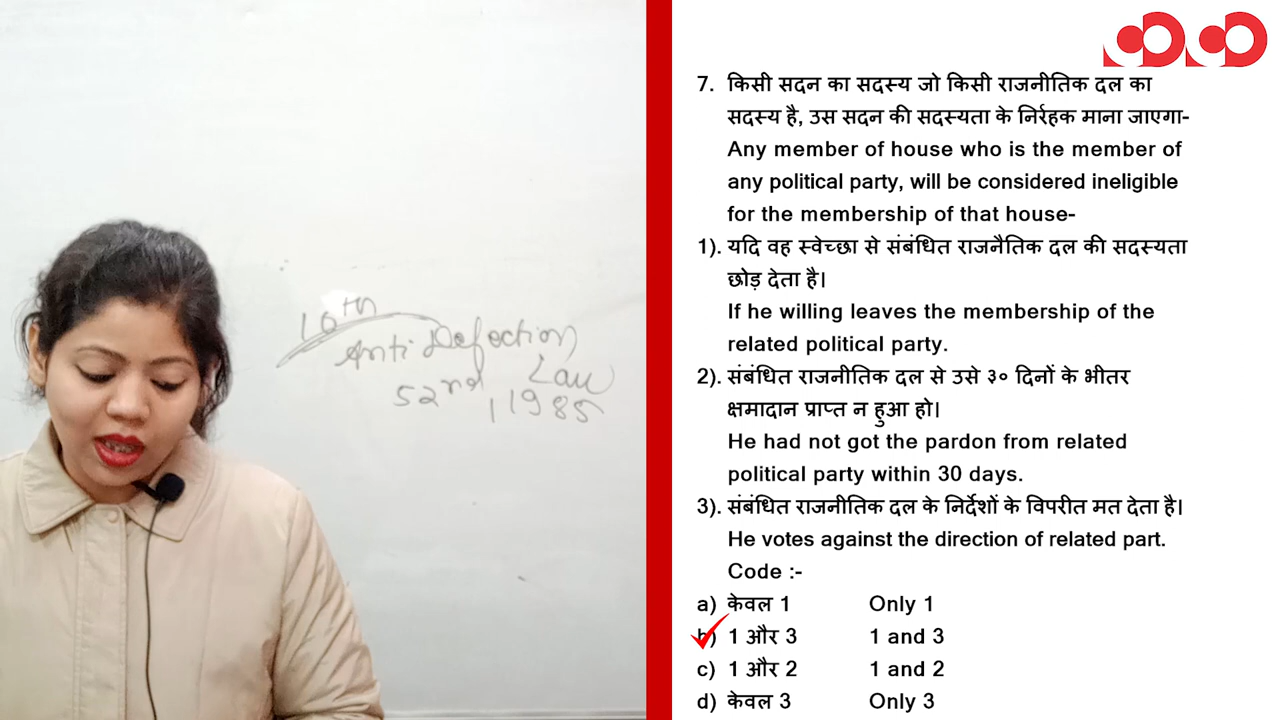 10th
Anti Defection
Law
52nd 1985
7. किसी सदन का सदस्य जो किसी राजनीतिक दल का
सदस्य है, उस सदन की सदस्यता के निर्रहक माना जाएगा-
Any member of house who is the member of
any political party, will be considered ineligible
for the membership of that house-
1). यदि वह स्वेच्छा से संबंधित राजनैतिक दल की सदस्यता
छोड़ देता है।
If he willing leaves the membership of the
related political party.
2). संबंधित राजनीतिक दल से उसे ३० दिनों के भीतर
क्षमादान प्राप्त न हुआ हो।
He had not got the pardon from related
political party within 30 days.
3). संबंधित राजनीतिक दल के निर्देशों के विपरीत मत देता है।
He votes against the direction of related part.
Code :-
a) केवल 1 Only 1
b) 1 और 3 1 and 3
c) 1 और 2 1 and 2
d) केवल 3 Only 3